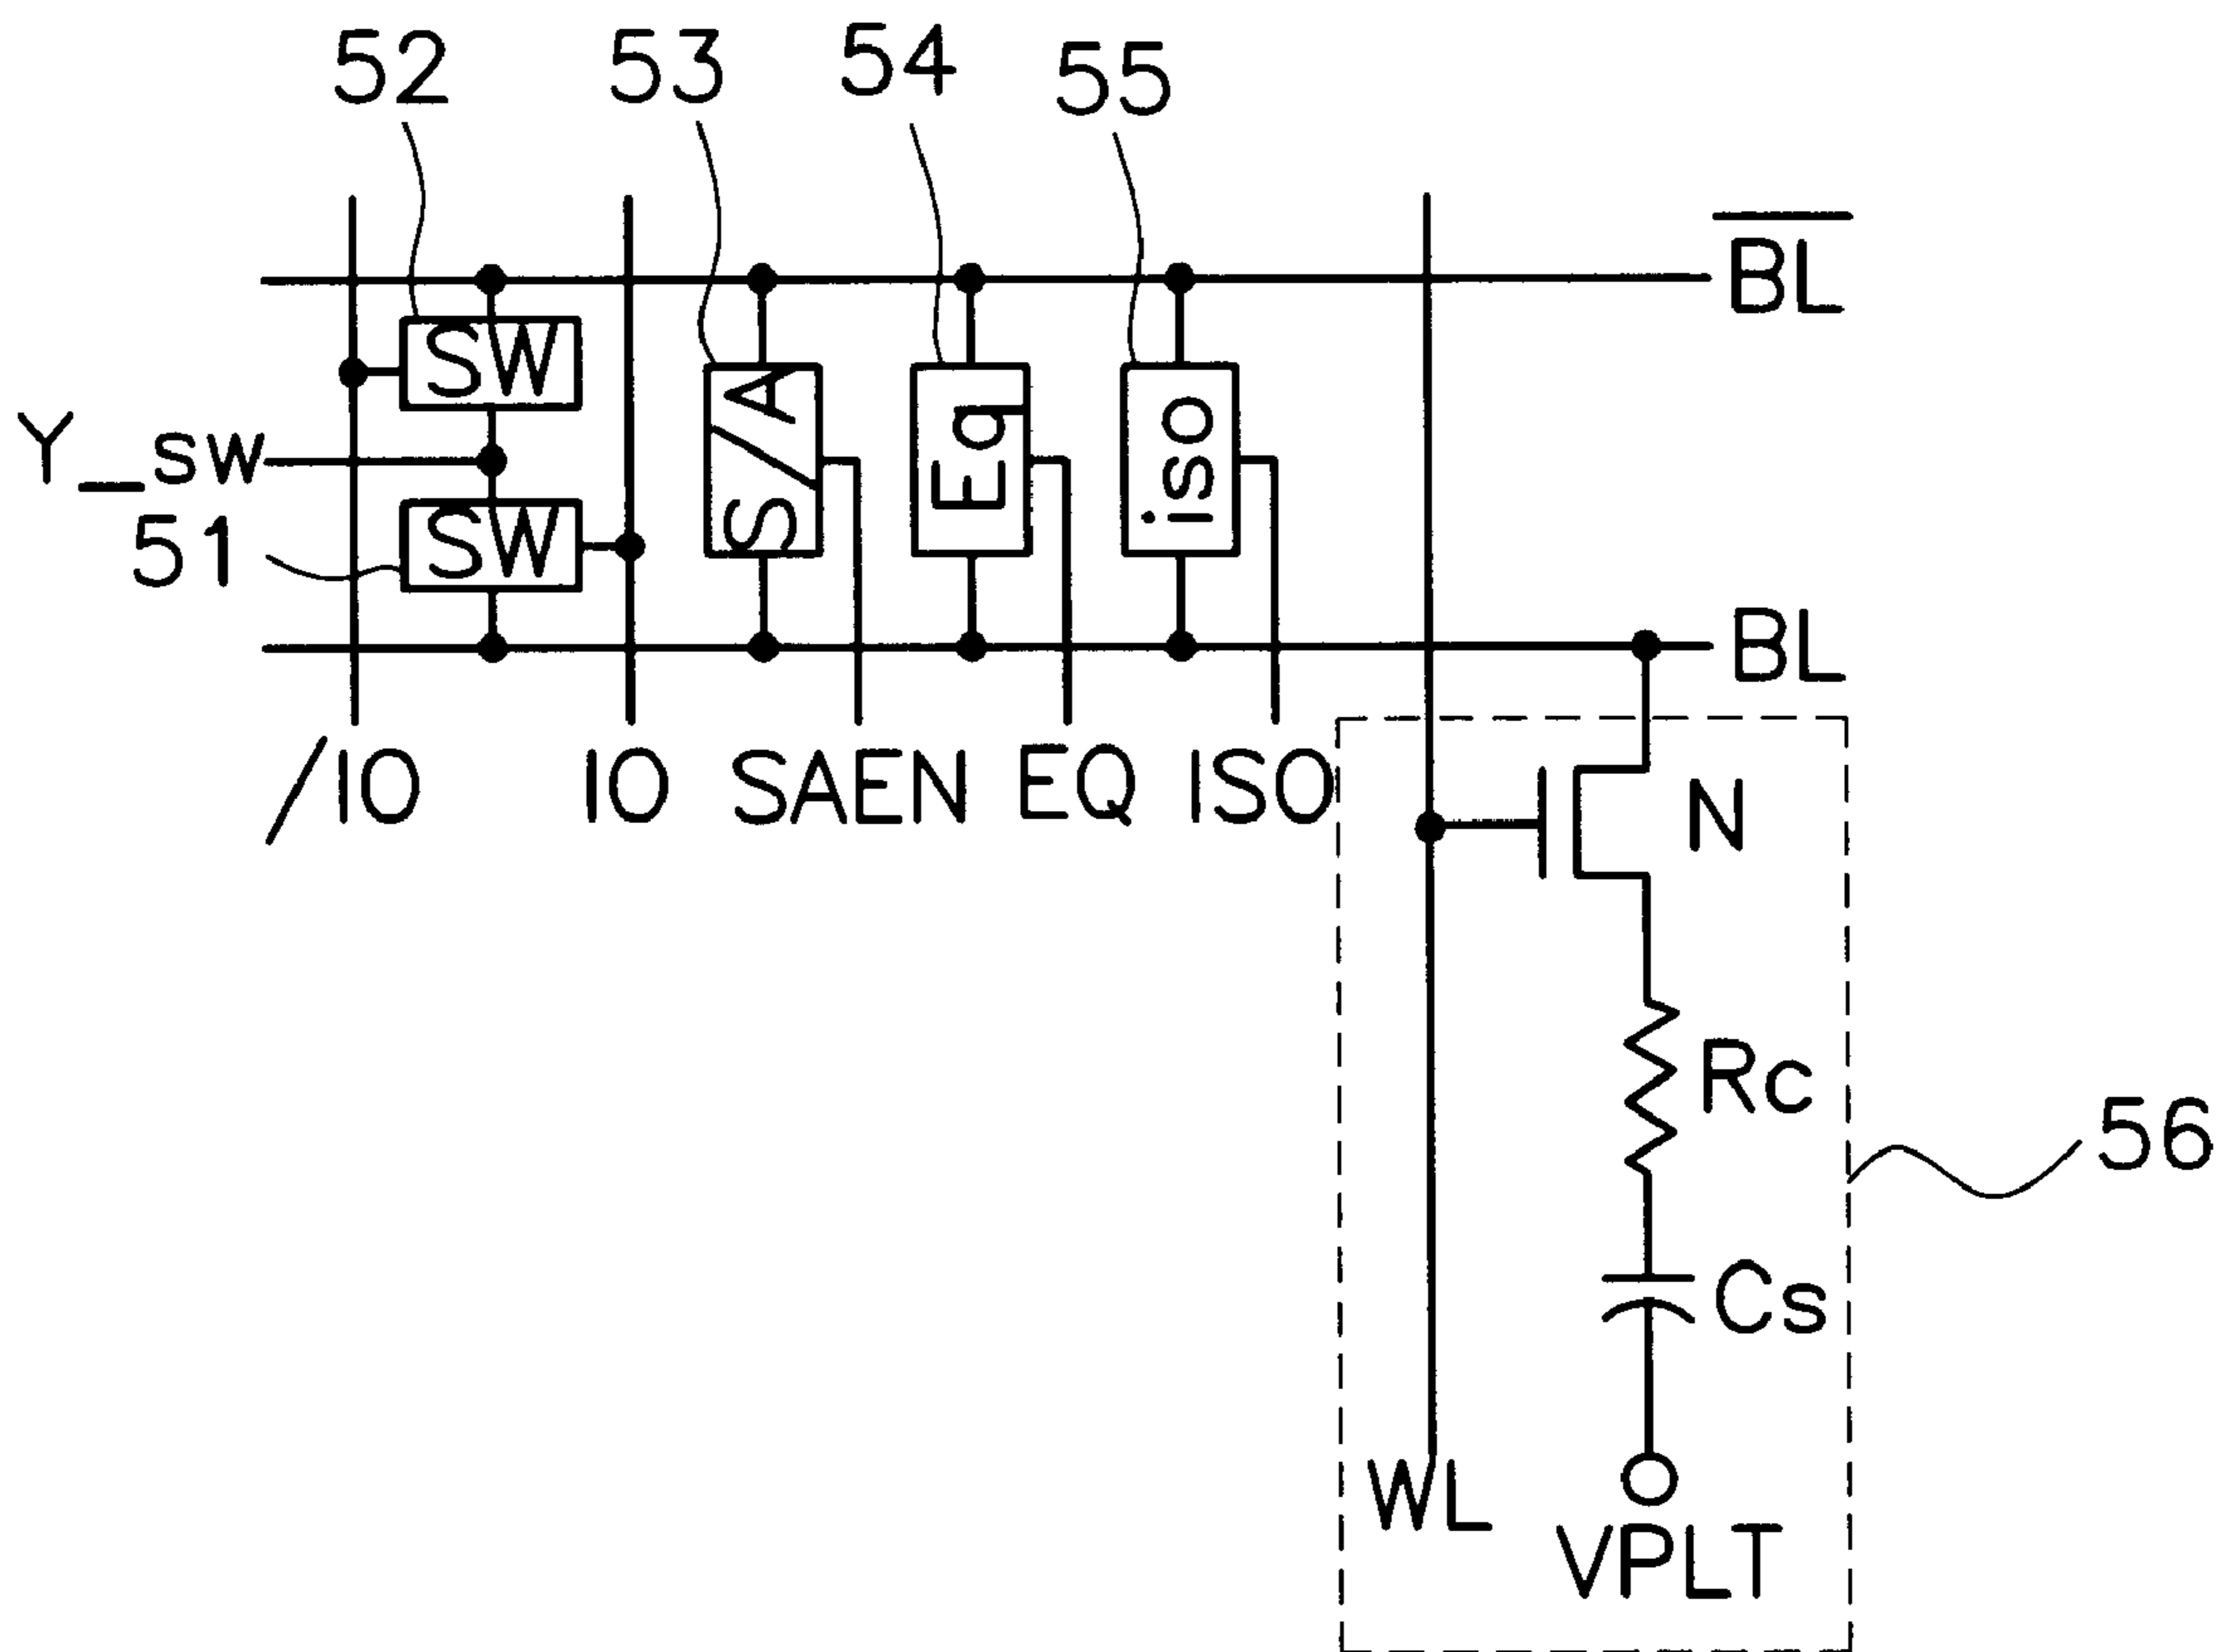 52 53 54 55
B̅L̅
SW
Y_sw
S/A Eq iso
51 SW
BL
/IO IO SAEN EQ ISO
N
Rc
56
Cs
WL
VPLT